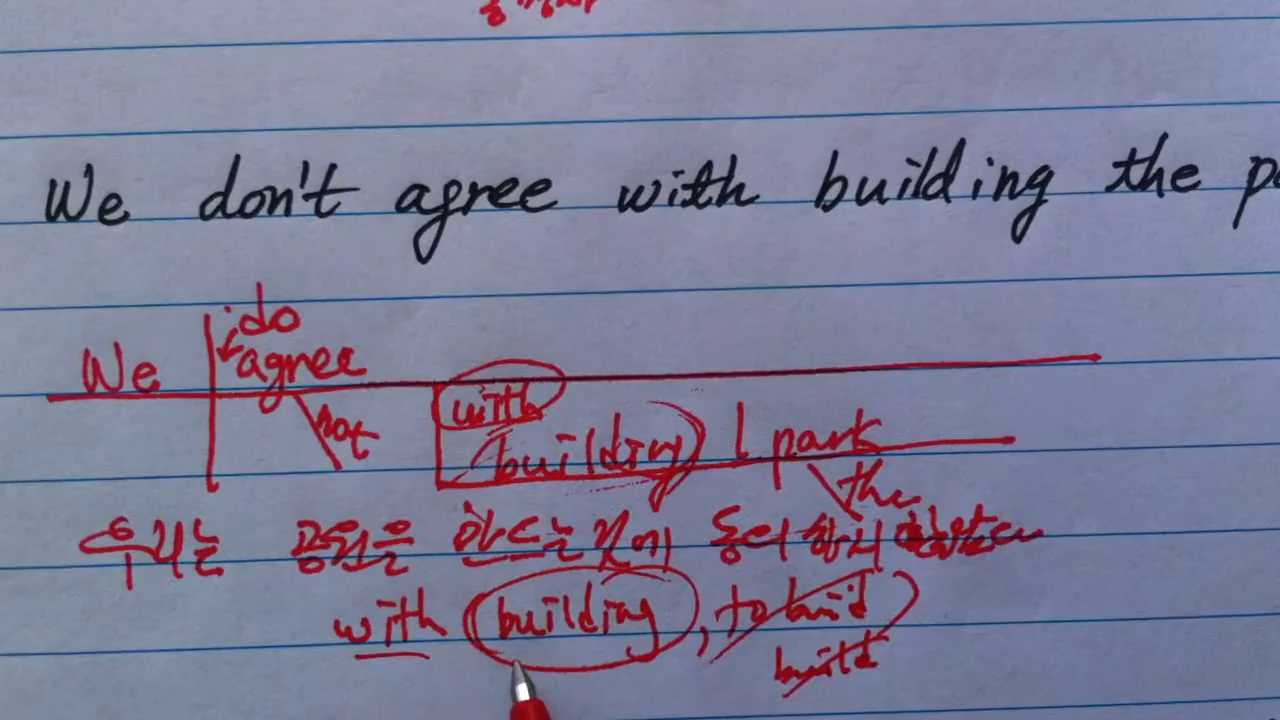 We don't agree with building the
do
We agree
with
not building park
the
우리는 공원을 만드는 것에 동의 하지
with building, to build
build